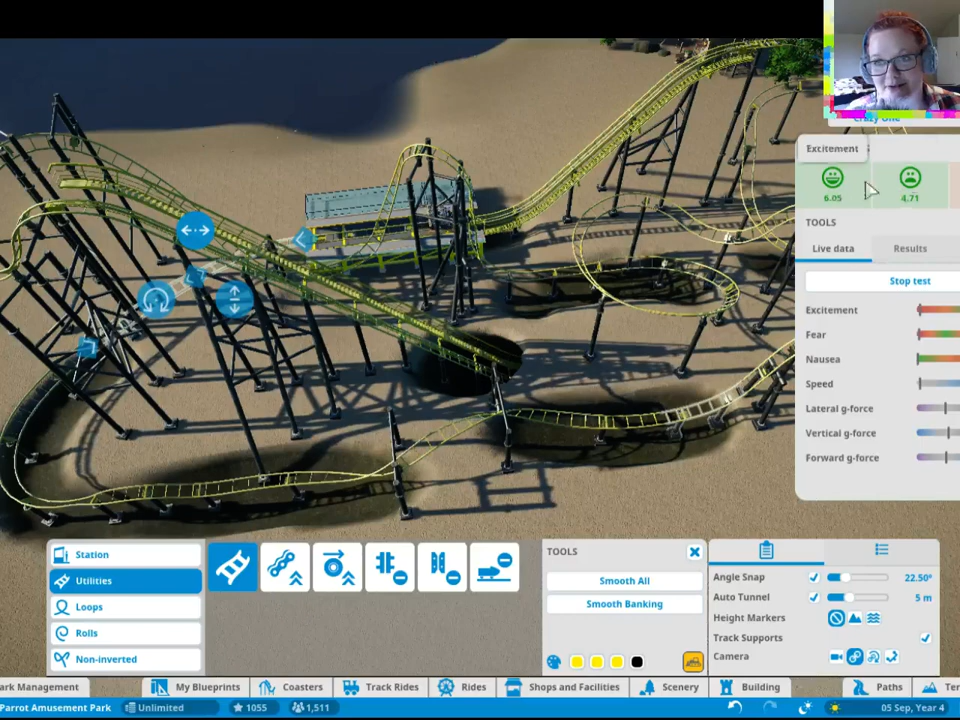 Crazy One
Excitement
6.05 4.71
TOOLS
Live data Results
Stop test
Excitement
Fear
Nausea
Speed
Lateral g-force
Vertical g-force
Forward g-force
Station
Utilities
Loops
Rolls
Non-inverted
TOOLS
Smooth All
Smooth Banking
Angle Snap 22.50°
Auto Tunnel 5 m
Height Markers
Track Supports
Camera
ark Management My Blueprints Coasters Track Rides Rides Shops and Facilities Scenery Building Paths Ter
Parrot Amusement Park Unlimited 1055 1,511 05 Sep, Year 4